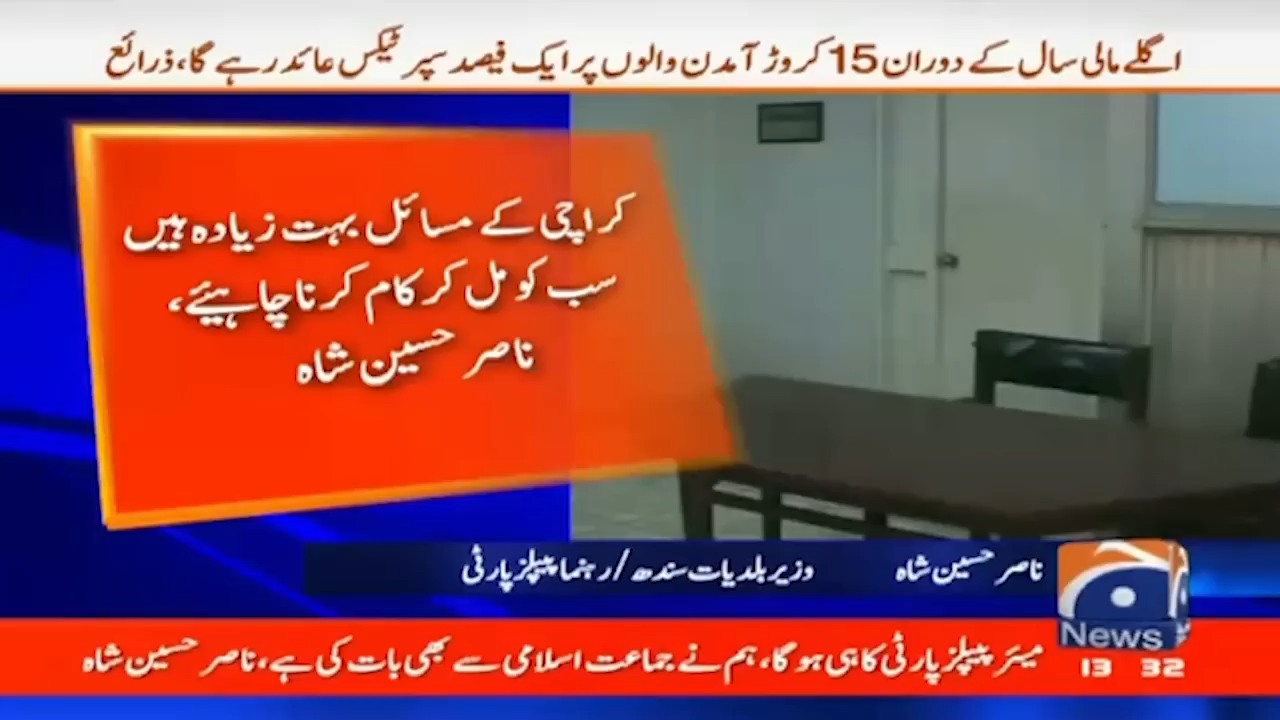 اگلے مالی سال کے دوران 15 کروڑ آمدن والوں پر ایک فیصد سپر ٹیکس عائد رہے گا، ذرائع
کراچی کے مسائل بہت زیادہ ہیں
سب کو مل کر کام کرنا چاہیئے،
ناصر حسین شاہ
ناصر حسین شاہ وزیر بلدیات سندھ/رہنما پیپلز پارٹی
میئر پیپلز پارٹی کا ہی ہو گا، ہم نے جماعت اسلامی سے بھی بات کی ہے، ناصر حسین شاہ
News
13 32